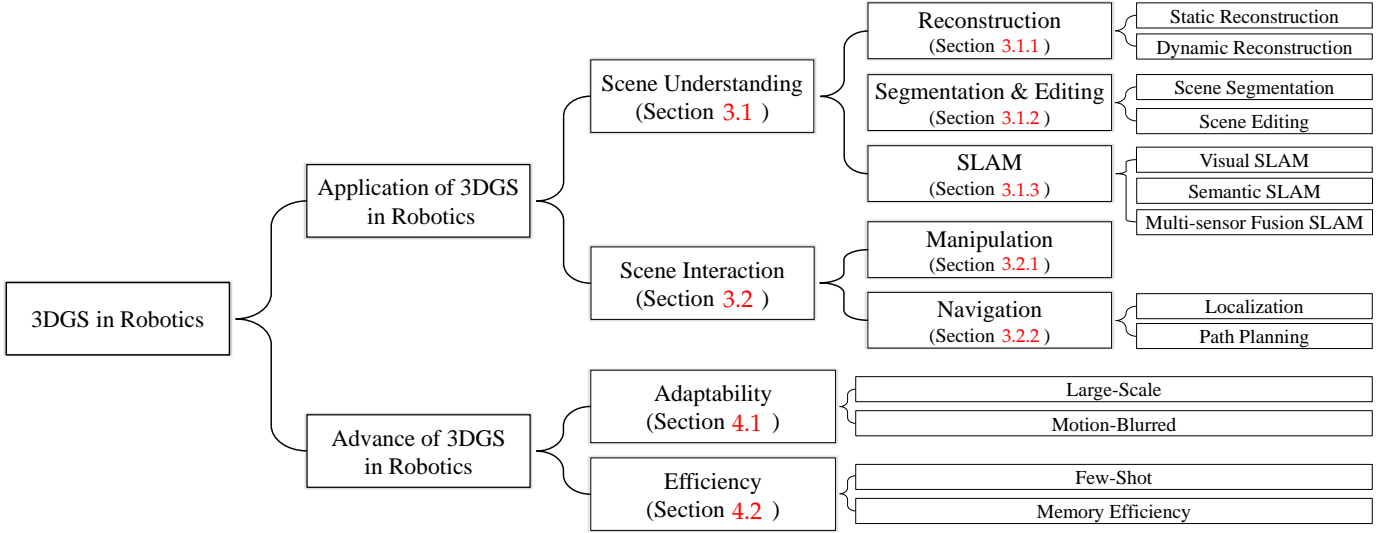 3DGS in Robotics
Application of 3DGS
in Robotics
Scene Understanding
(Section 3.1 )
Reconstruction
(Section 3.1.1 )
Static Reconstruction
Dynamic Reconstruction
Segmentation & Editing
(Section 3.1.2 )
Scene Segmentation
Scene Editing
SLAM
(Section 3.1.3 )
Visual SLAM
Semantic SLAM
Multi-sensor Fusion SLAM
Scene Interaction
(Section 3.2 )
Manipulation
(Section 3.2.1 )
Navigation
(Section 3.2.2 )
Localization
Path Planning
Advance of 3DGS
in Robotics
Adaptability
(Section 4.1 )
Large-Scale
Motion-Blurred
Efficiency
(Section 4.2 )
Few-Shot
Memory Efficiency